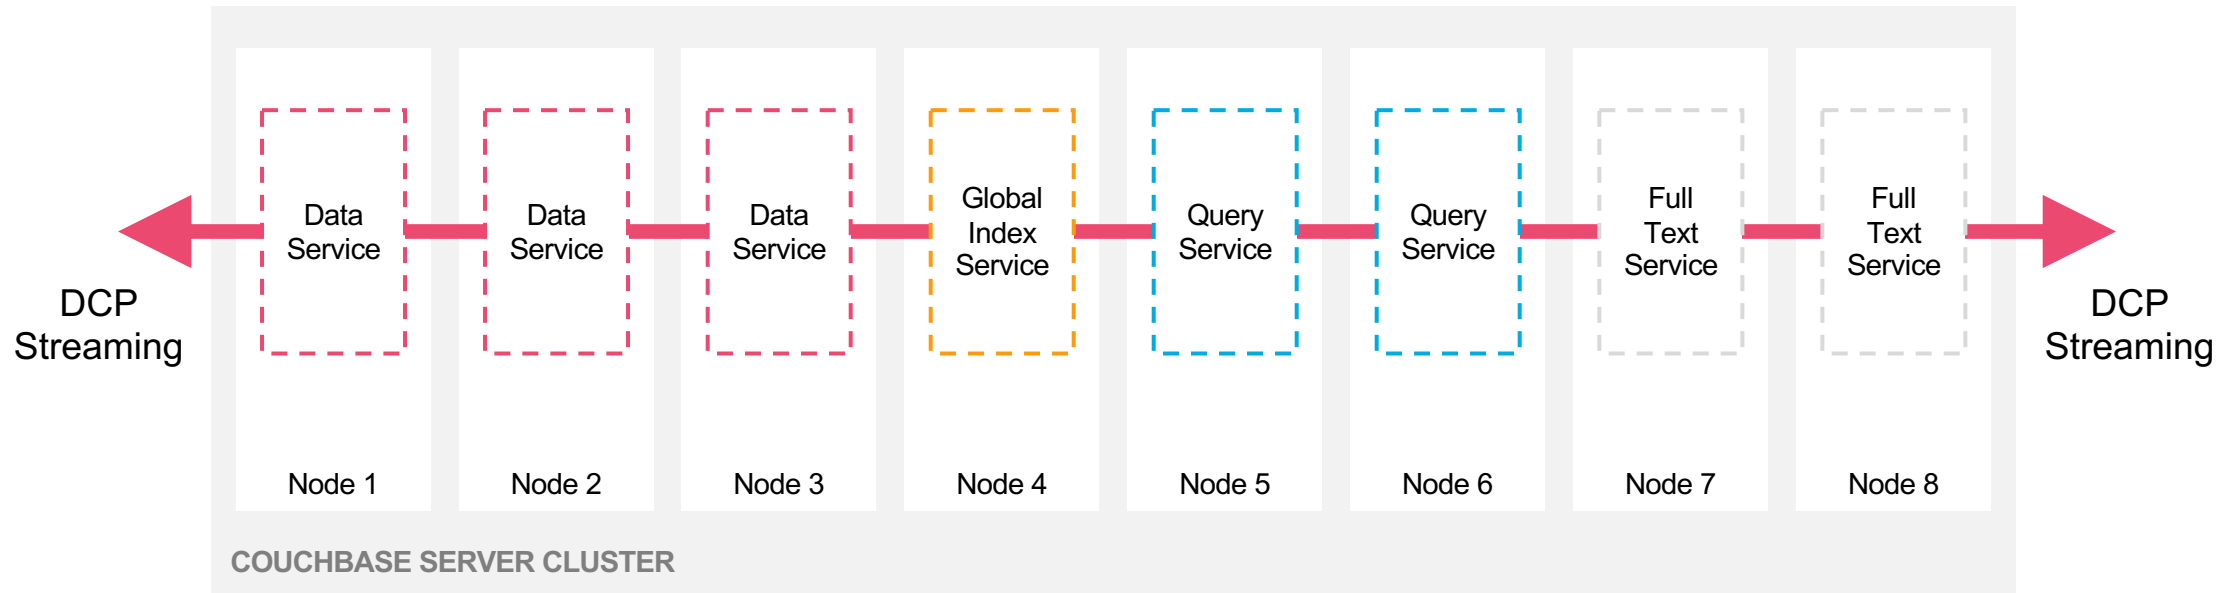 Data
Service
Data
Service
Data
Service
Global
Index
Service
Query
Service
Query
Service
Full
Text
Service
Full
Text
Service
DCP
Streaming
DCP
Streaming
Node 1
Node 2
Node 3
Node 4
Node 5
Node 6
Node 7
Node 8
COUCHBASE SERVER CLUSTER